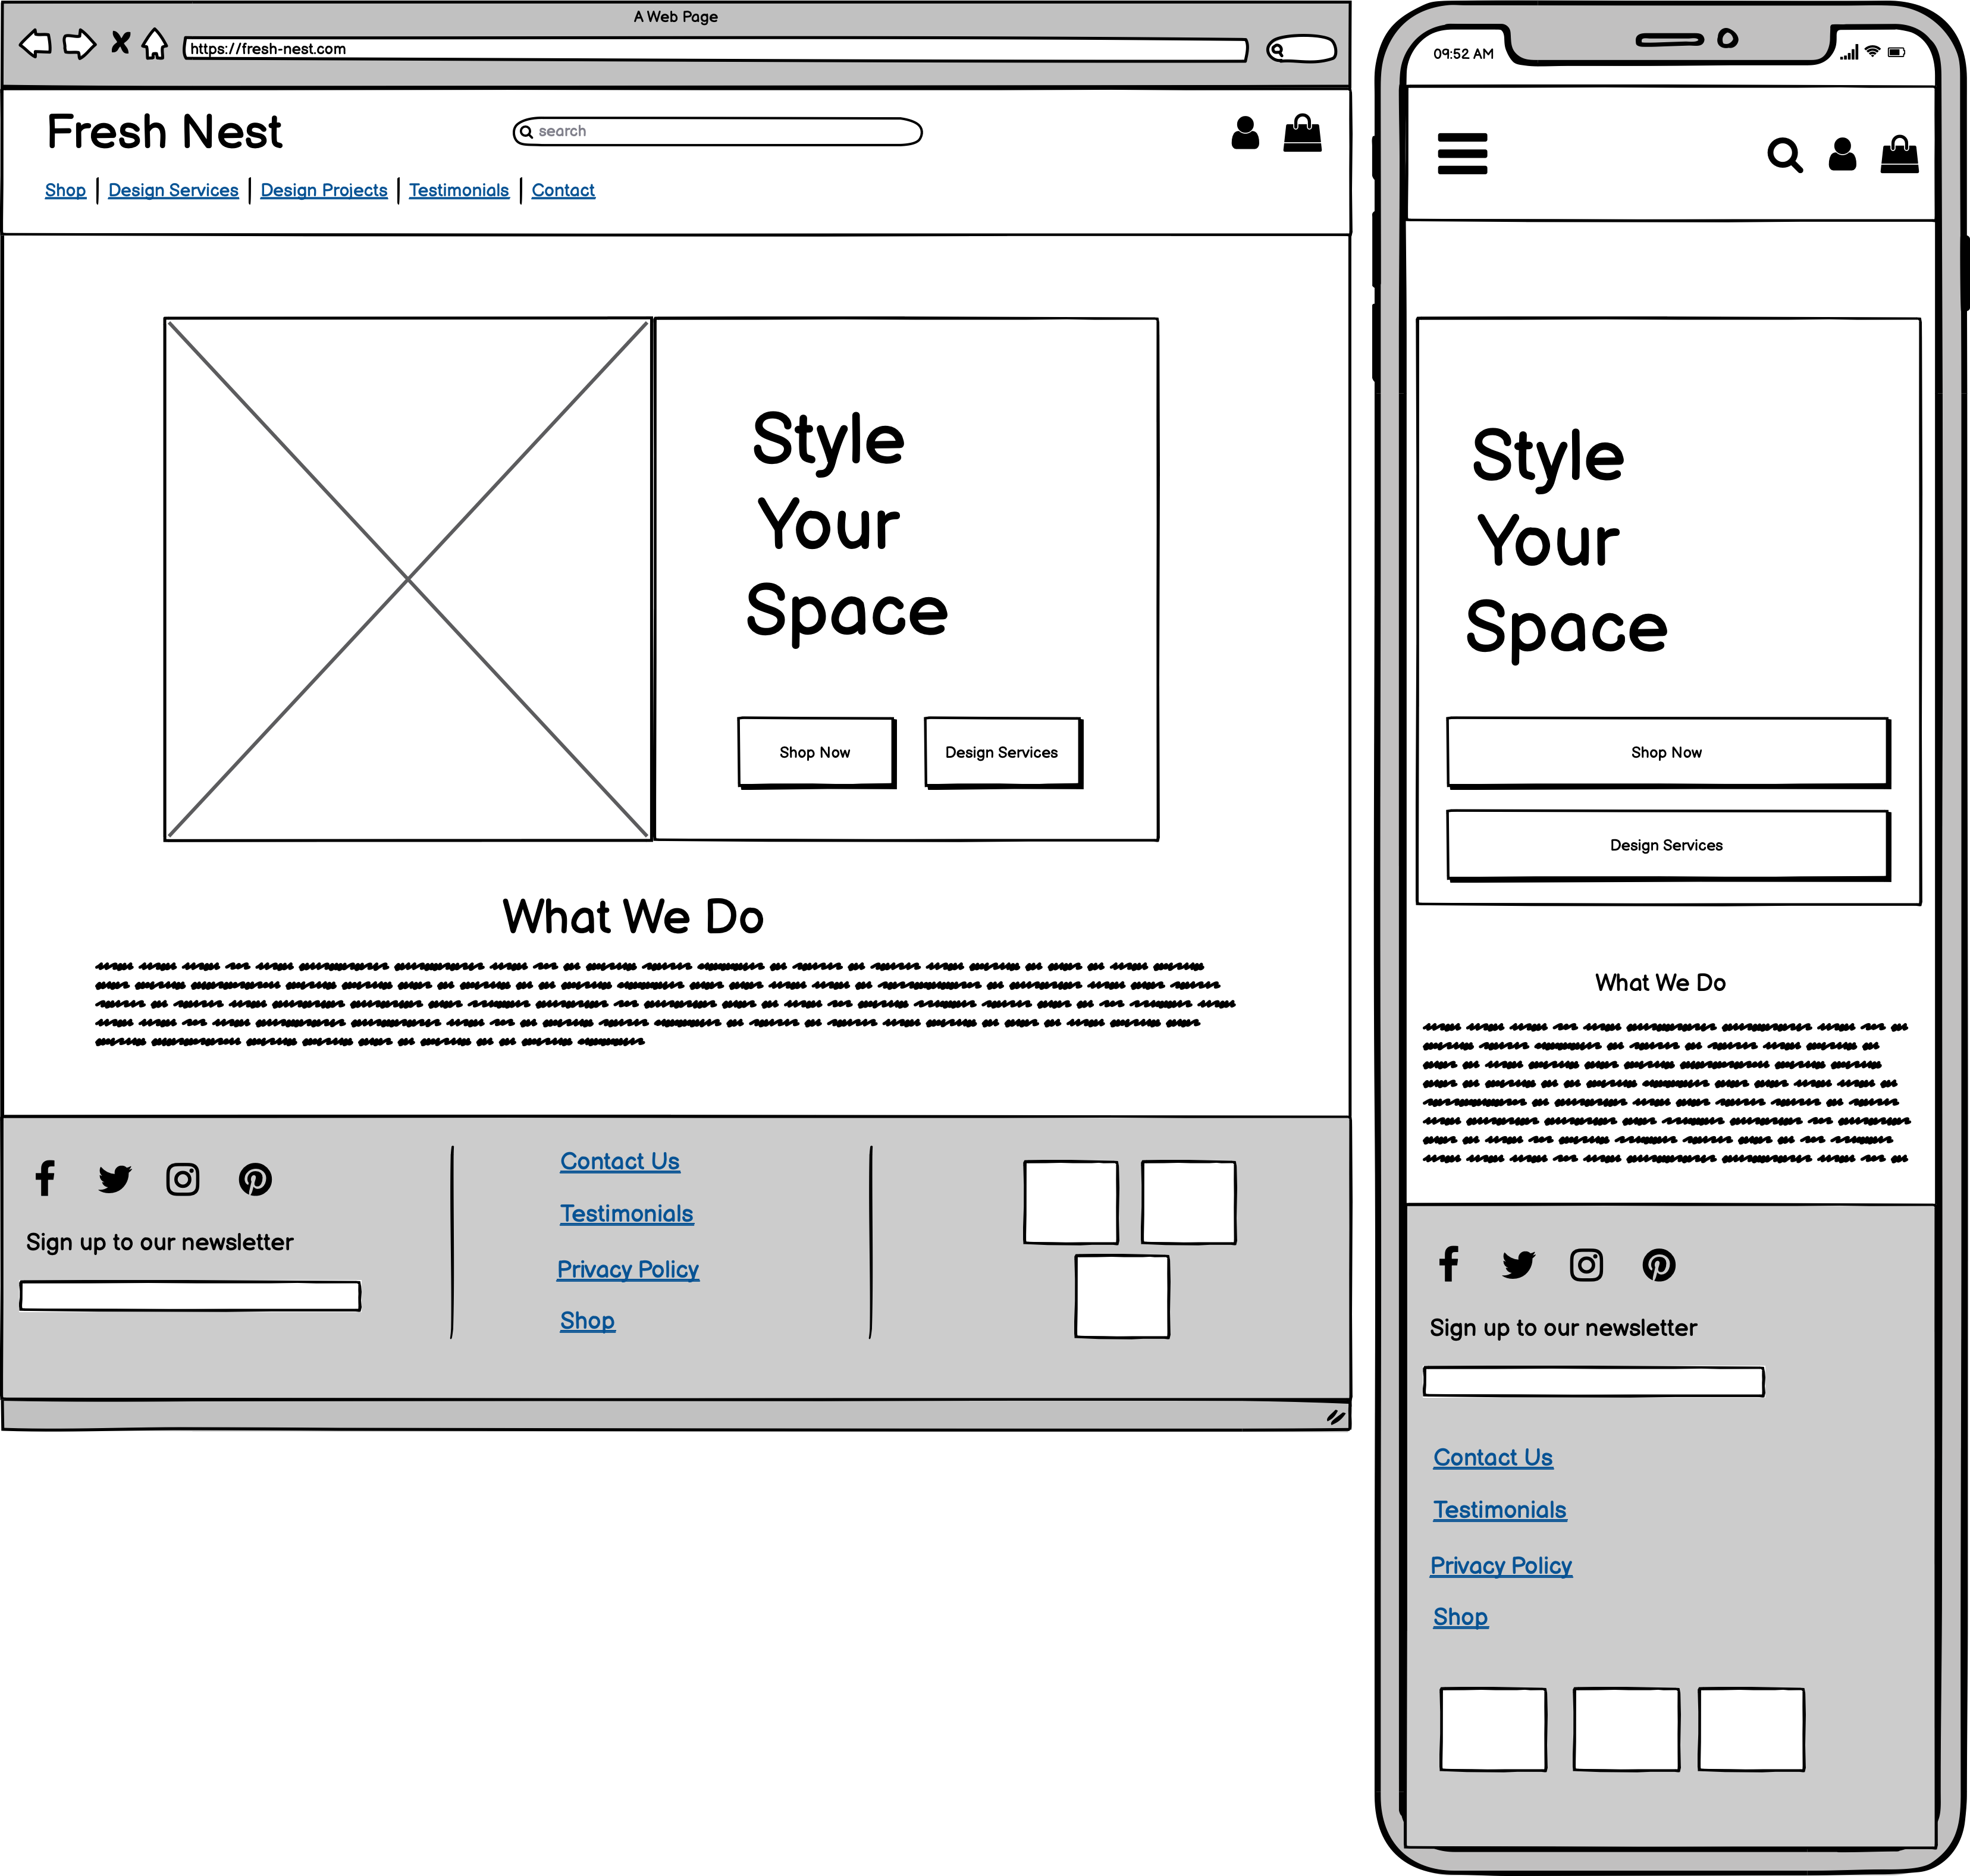 A Web Page
https://fresh-nest.com
Fresh Nest
search
Shop Design Services Design Projects Testimonials Contact
Style
Your
Space
Shop Now Design Services
What We Do
Contact Us
Testimonials
Sign up to our newsletter
Privacy Policy
Shop
09:52 AM
Style
Your
Space
Shop Now
Design Services
What We Do
Sign up to our newsletter
Contact Us
Testimonials
Privacy Policy
Shop